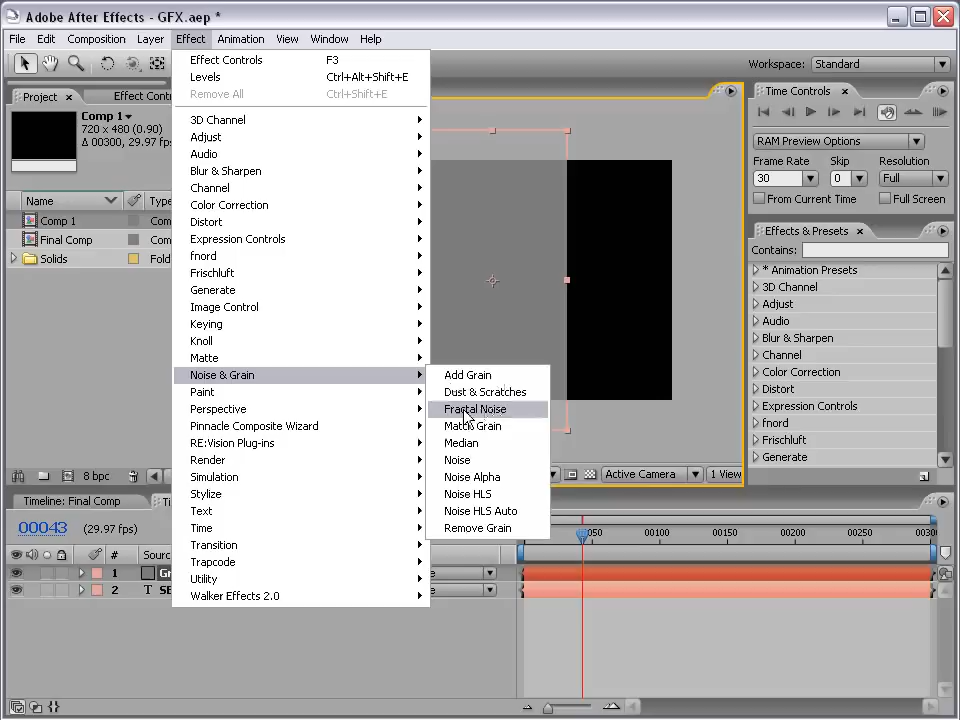 Adobe After Effects - GFX.aep *
File Edit Composition Layer Effect Animation View Window Help
Workspace: Standard
Project Effect Contr
Comp 1
720 x 480 (0.90)
Δ 00300, 29.97 fps
Name Type
Comp 1 Com
Final Comp Com
Solids Fold
8 bpc
Effect Controls F3
Levels Ctrl+Alt+Shift+E
Remove All Ctrl+Shift+E
3D Channel
Adjust
Audio
Blur & Sharpen
Channel
Color Correction
Distort
Expression Controls
fnord
Frischluft
Generate
Image Control
Keying
Knoll
Matte
Noise & Grain
Paint
Perspective
Pinnacle Composite Wizard
RE:Vision Plug-ins
Render
Simulation
Stylize
Text
Time
Transition
Trapcode
Utility
Walker Effects 2.0
Add Grain
Dust & Scratches
Fractal Noise
Match Grain
Median
Noise
Noise Alpha
Noise HLS
Noise HLS Auto
Remove Grain
Active Camera 1 View
Time Controls
RAM Preview Options
Frame Rate Skip Resolution
30 0 Full
From Current Time Full Screen
Effects & Presets
Contains:
* Animation Presets
3D Channel
Adjust
Audio
Blur & Sharpen
Channel
Color Correction
Distort
Expression Controls
fnord
Frischluft
Generate
Timeline: Final Comp Ti
00043 (29.97 fps)
# Sourc
1 Gr
2 T SE
050 00100 00150 00200 00250 0030